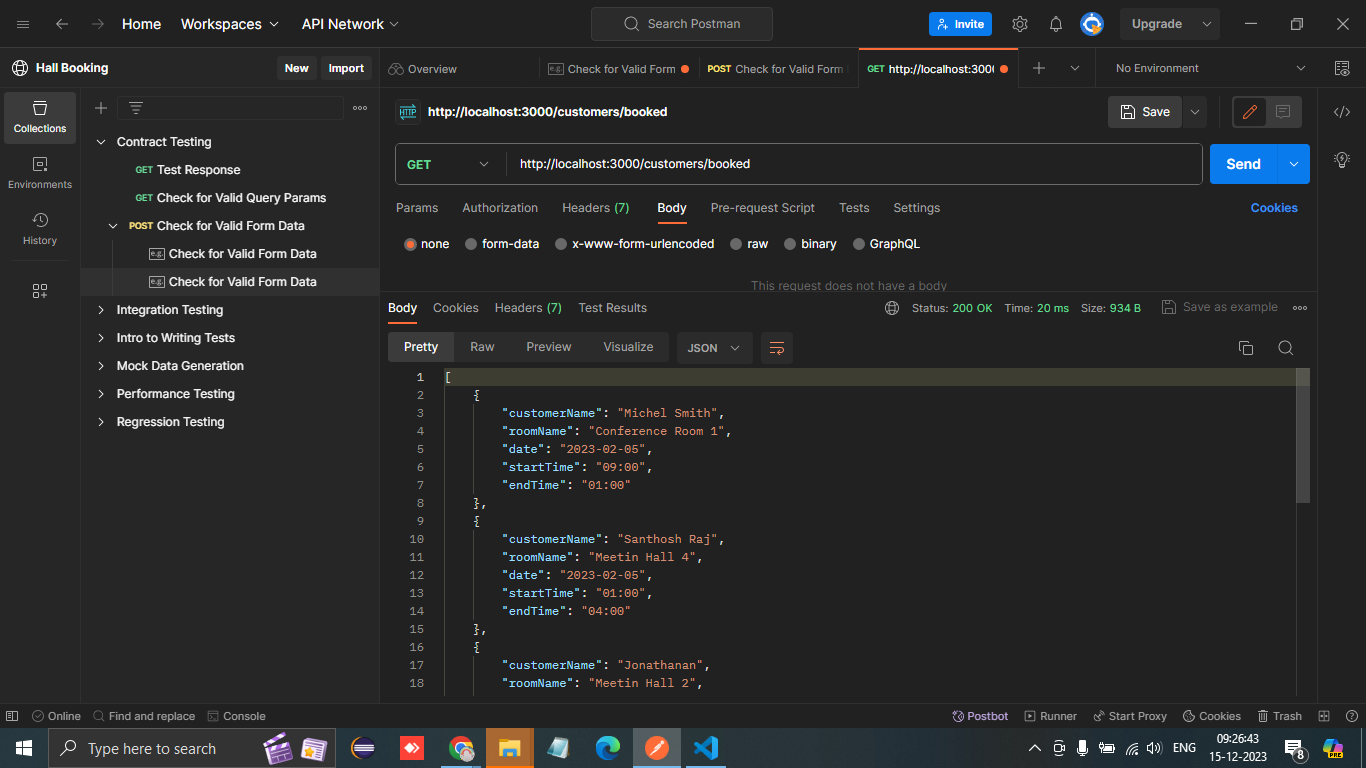 Home Workspaces API Network Search Postman Invite Upgrade
Hall Booking New Import Overview e.g. Check for Valid Form POST Check for Valid Form GET http://localhost:3000 No Environment
Collections
Environments
History
Contract Testing
GET Test Response
GET Check for Valid Query Params
POST Check for Valid Form Data
e.g. Check for Valid Form Data
e.g. Check for Valid Form Data
Integration Testing
Intro to Writing Tests
Mock Data Generation
Performance Testing
Regression Testing
HTTP http://localhost:3000/customers/booked Save
GET http://localhost:3000/customers/booked Send
Params Authorization Headers (7) Body Pre-request Script Tests Settings Cookies
none form-data x-www-form-urlencoded raw binary GraphQL
This request does not have a body
Body Cookies Headers (7) Test Results Status: 200 OK Time: 20 ms Size: 934 B Save as example
Pretty Raw Preview Visualize JSON
1 [
2 {
3 "customerName": "Michel Smith",
4 "roomName": "Conference Room 1",
5 "date": "2023-02-05",
6 "startTime": "09:00",
7 "endTime": "01:00"
8 },
9 {
10 "customerName": "Santhosh Raj",
11 "roomName": "Meetin Hall 4",
12 "date": "2023-02-05",
13 "startTime": "01:00",
14 "endTime": "04:00"
15 },
16 {
17 "customerName": "Jonathanan",
18 "roomName": "Meetin Hall 2",
Online Find and replace Console Postbot Runner Start Proxy Cookies Trash
Type here to search ENG 09:26:43
15-12-2023 8 PRE